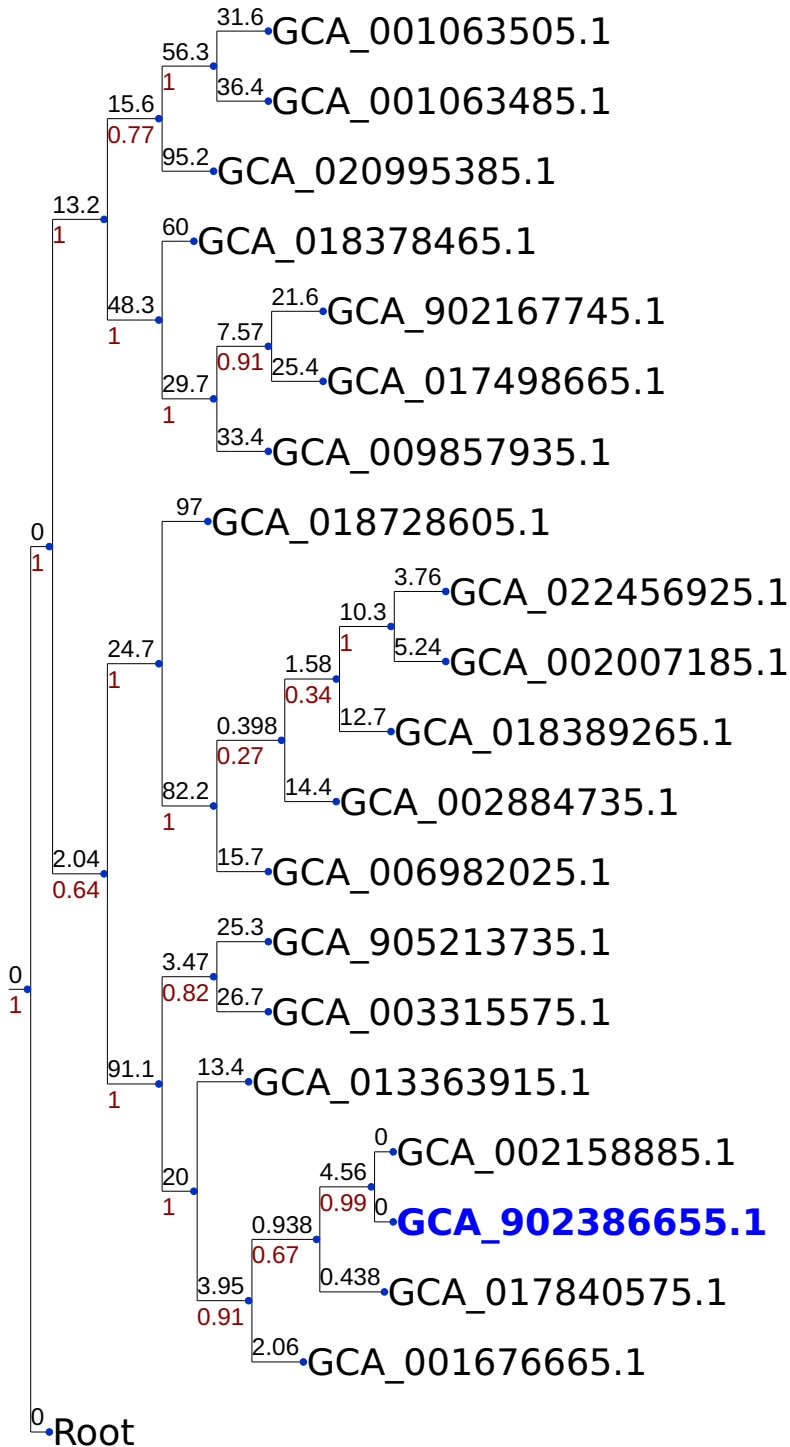 31.6
GCA_001063505.1
56.3
1
36.4
GCA_001063485.1
15.6
0.77
95.2
GCA_020995385.1
13.2
1
60
GCA_018378465.1
48.3
1
21.6
GCA_902167745.1
7.57
0.91
25.4
GCA_017498665.1
29.7
1
33.4
GCA_009857935.1
97
GCA_018728605.1
0
1
3.76
GCA_022456925.1
10.3
1
5.24
GCA_002007185.1
24.7
1
1.58
0.34
12.7
GCA_018389265.1
0.398
0.27
14.4
GCA_002884735.1
82.2
1
15.7
GCA_006982025.1
2.04
0.64
25.3
GCA_905213735.1
3.47
0.82
26.7
GCA_003315575.1
0
1
91.1
1
13.4
GCA_013363915.1
0
GCA_002158885.1
4.56
0.99
20
1
0
GCA_902386655.1
0.938
0.67
0.438
GCA_017840575.1
3.95
0.91
2.06
GCA_001676665.1
0
Root